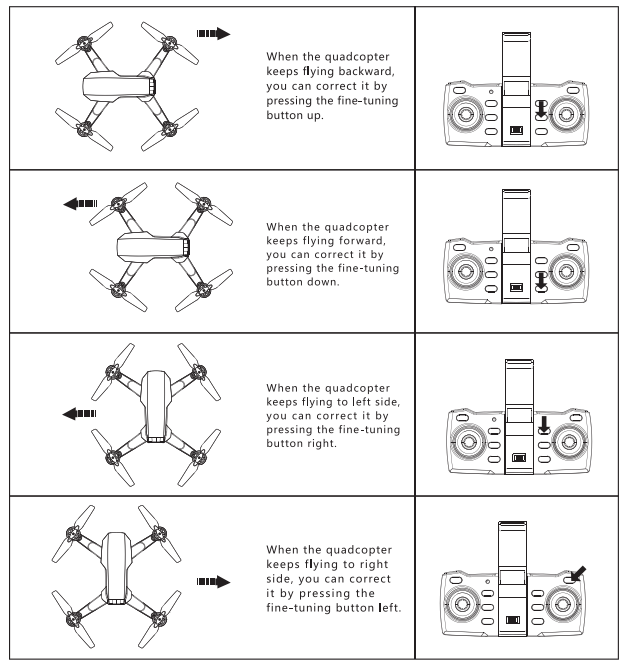 When the quadcopter
keeps flying backward,
you can correct it by
pressing the fine-tuning
button up.
When the quadcopter
keeps flying forward,
you can correct it by
pressing the fine-tuning
button down.
When the quadcopter
keeps flying to left side,
you can correct it by
pressing the fine-tuning
button right.
When the quadcopter
keeps flying to right
side, you can correct
it by pressing the
fine-tuning button left.